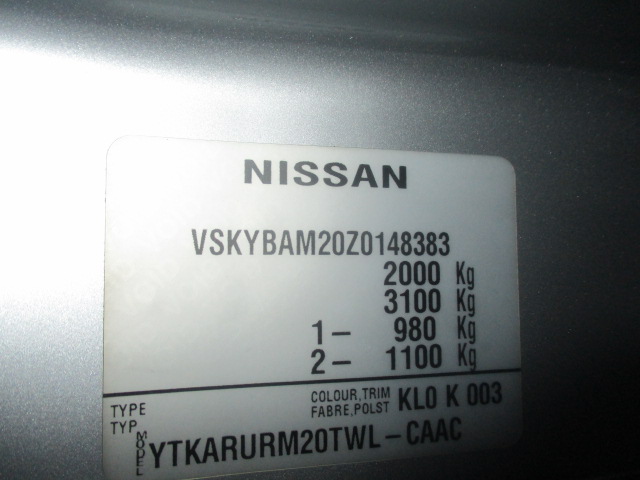 NISSAN
VSKYBAM20Z0148383
2000 Kg
3100 Kg
1- 980 Kg
2- 1100 Kg
TYPE COLOUR,TRIM KL0 K 003
TYP FABRE,POLST
MODEL YTKARURM20TWL-CAAC